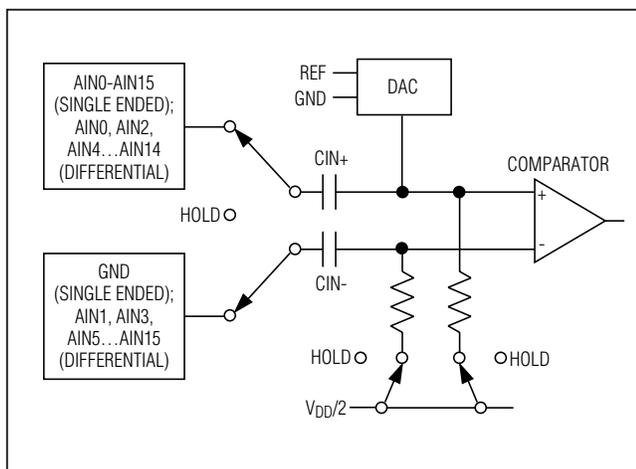 AIN0-AIN15
(SINGLE ENDED);
AIN0, AIN2,
AIN4…AIN14
(DIFFERENTIAL)
REF
GND
DAC
CIN+
COMPARATOR
+
-
HOLD
GND
(SINGLE ENDED);
AIN1, AIN3,
AIN5…AIN15
(DIFFERENTIAL)
CIN-
HOLD
HOLD
VDD/2